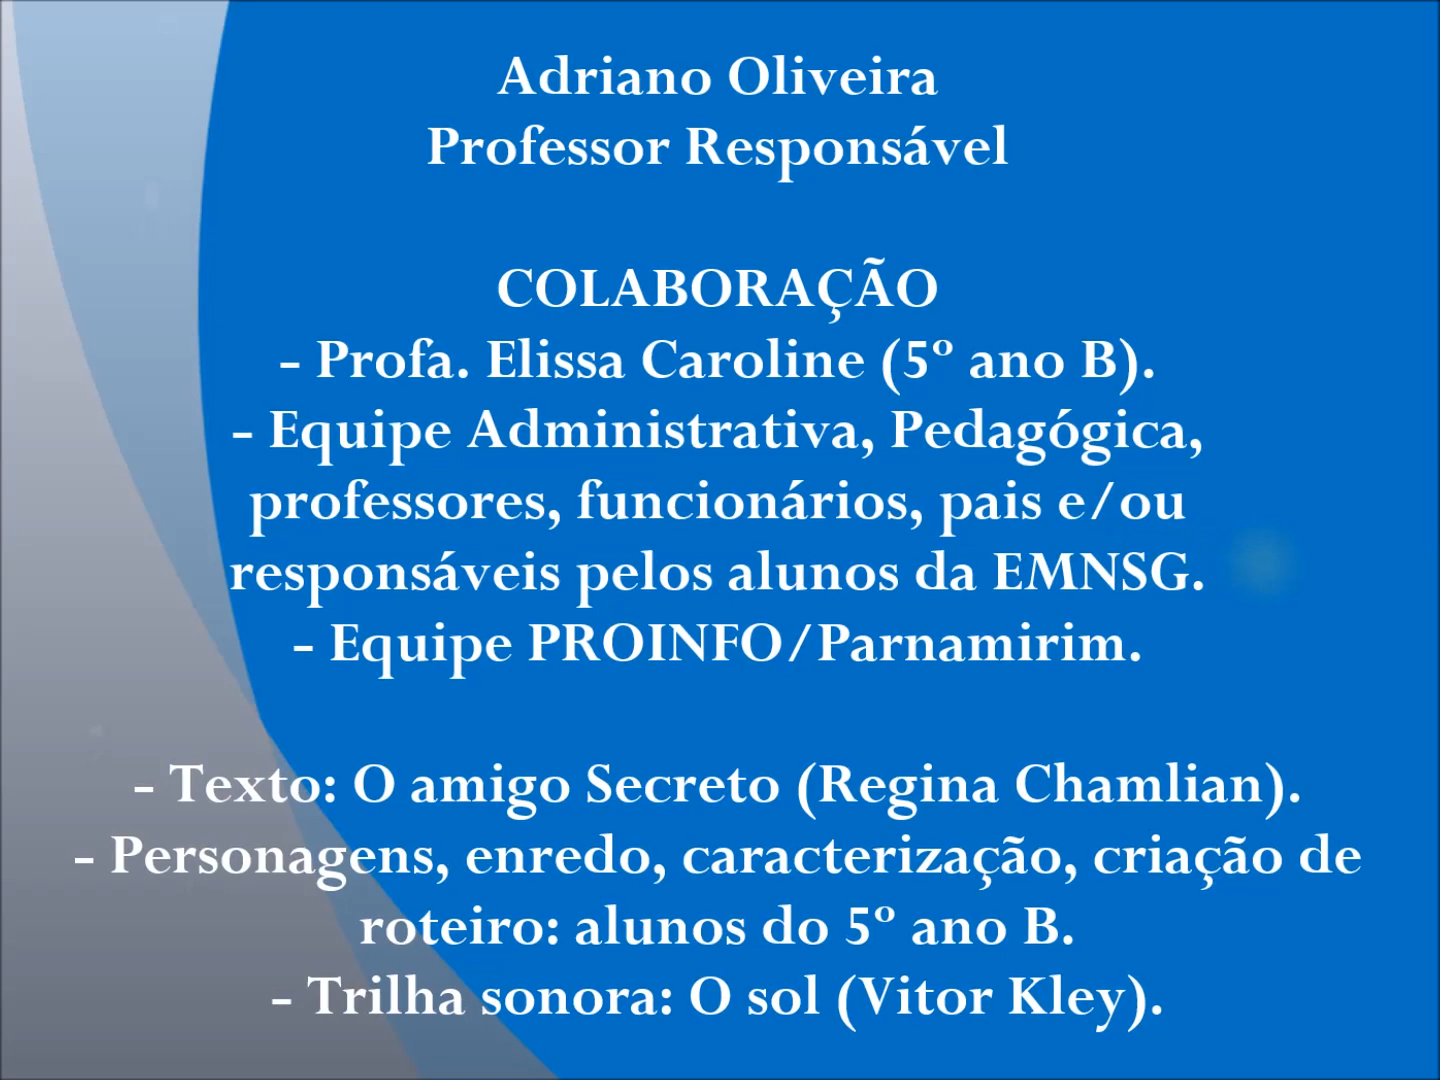 Adriano Oliveira
Professor Responsável
COLABORAÇÃO
- Profa. Elissa Caroline (5º ano B).
- Equipe Administrativa, Pedagógica,
professores, funcionários, pais e/ou
responsáveis pelos alunos da EMNSG.
- Equipe PROINFO/Parnamirim.
- Texto: O amigo Secreto (Regina Chamlian).
- Personagens, enredo, caracterização, criação de
roteiro: alunos do 5º ano B.
- Trilha sonora: O sol (Vitor Kley).